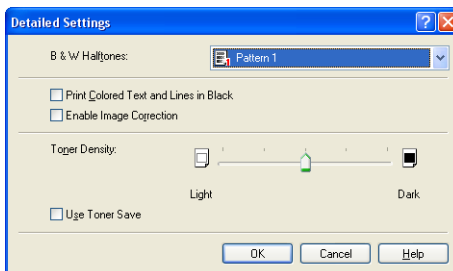 Detailed Settings
B & W Halftones:
Pattern 1
Print Colored Text and Lines in Black
Enable Image Correction
Toner Density:
Light Dark
Use Toner Save
OK Cancel Help